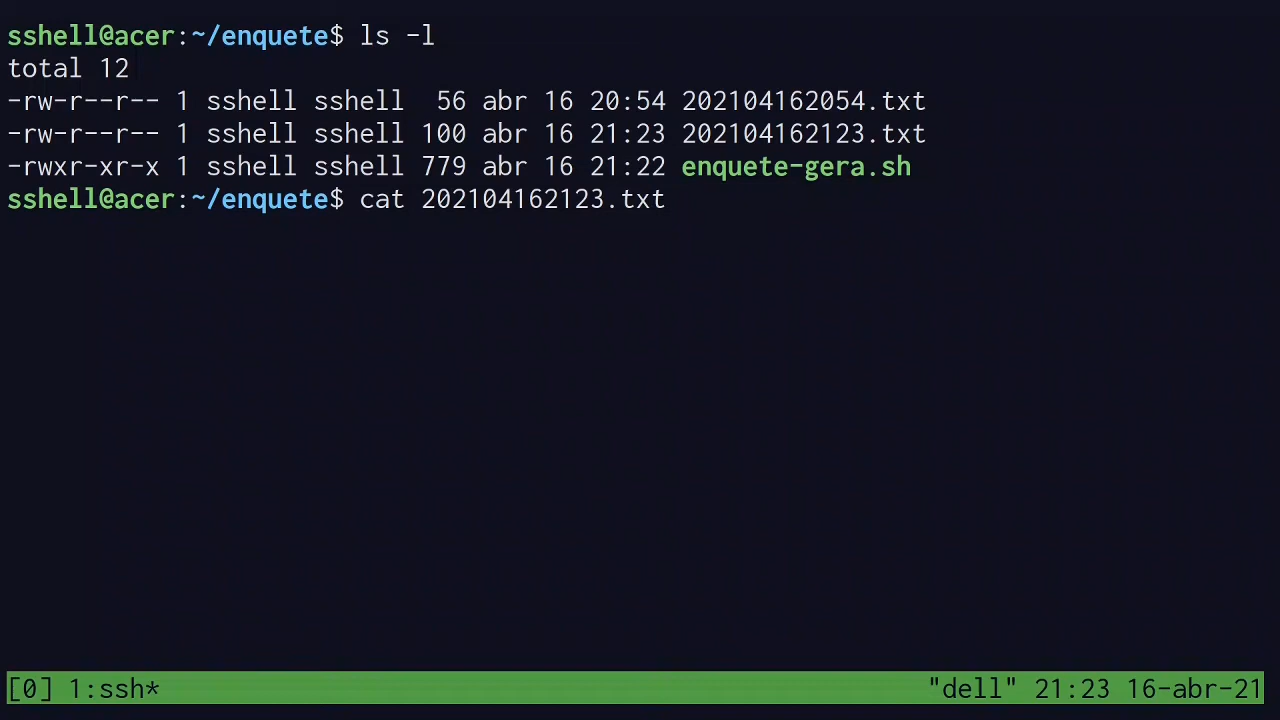 sshell@acer:~/enquete$ ls -l
total 12
-rw-r--r-- 1 sshell sshell  56 abr 16 20:54 202104162054.txt
-rw-r--r-- 1 sshell sshell 100 abr 16 21:23 202104162123.txt
-rwxr-xr-x 1 sshell sshell 779 abr 16 21:22 enquete-gera.sh
sshell@acer:~/enquete$ cat 202104162123.txt
[0] 1:ssh* "dell" 21:23 16-abr-21